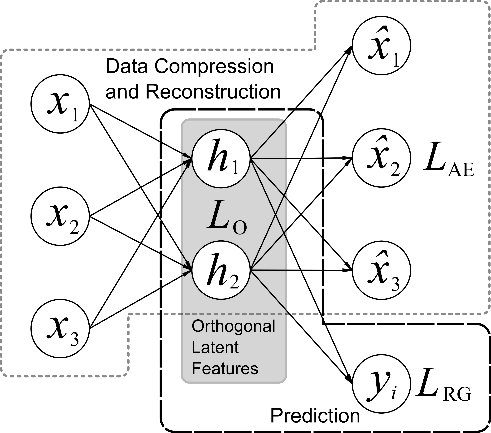 x̂1
Data Compression
and Reconstruction
x1
h1
x̂2 LAE
x2
LO
h2
x̂3
x3
Orthogonal
Latent
Features
yi LRG
Prediction